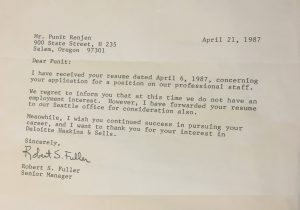 April 21, 1987
Mr. Punit Renjen
900 State Street, H 235
Salem, Oregon 97301
Dear Punit:
I have received your resume dated April 6, 1987, concerning
your application for a position on our professional staff.
We regret to inform you that at this time we do not have an
employment interest. However, I have forwarded your resume
to our Seattle office for consideration also.
Meanwhile, I wish you continued success in pursuing your
career, and I want to thank you for your interest in
Deloitte Haskins & Sells.
Sincerely,
Robert S. Fuller
Robert S. Fuller
Senior Manager